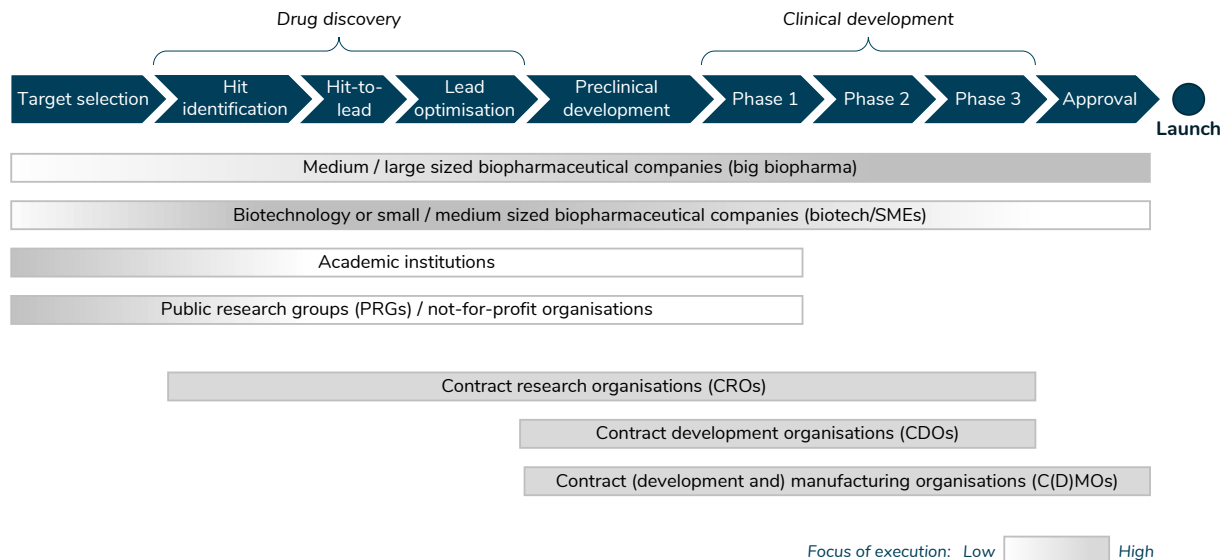 Drug discovery
Clinical development
Target selection
Hit
identification
Hit-to-
lead
Lead
optimisation
Preclinical
development
Phase 1
Phase 2
Phase 3
Approval
Launch
Medium / large sized biopharmaceutical companies (big biopharma)
Biotechnology or small / medium sized biopharmaceutical companies (biotech/SMEs)
Academic institutions
Public research groups (PRGs) / not-for-profit organisations
Contract research organisations (CROs)
Contract development organisations (CDOs)
Contract (development and) manufacturing organisations (C(D)MOs)
Focus of execution: Low High